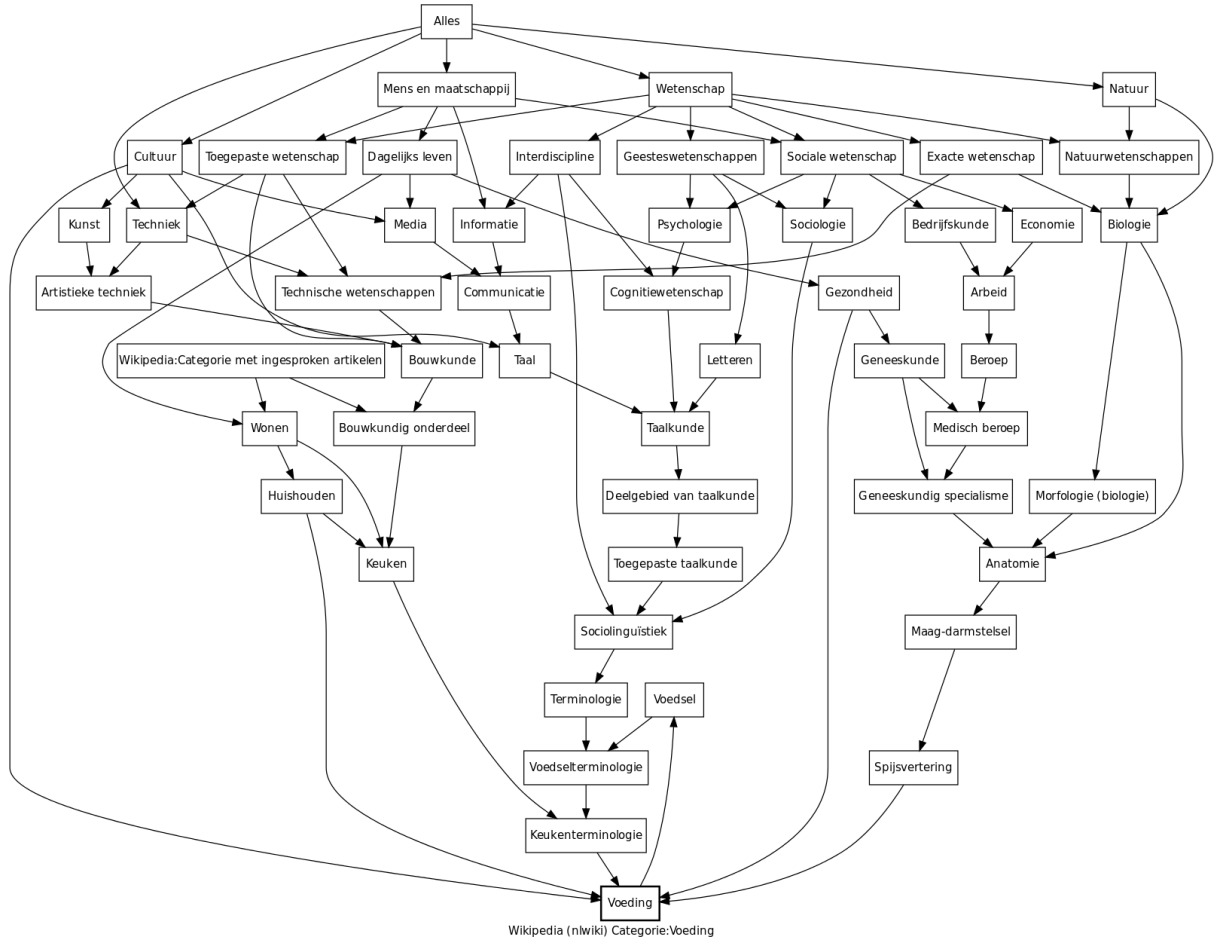 Alles
Mens en maatschappij
Wetenschap
Natuur
Cultuur
Toegepaste wetenschap
Dagelijks leven
Interdiscipline
Geesteswetenschappen
Sociale wetenschap
Exacte wetenschap
Natuurwetenschappen
Kunst
Techniek
Media
Informatie
Psychologie
Sociologie
Bedrijfskunde
Economie
Biologie
Artistieke techniek
Technische wetenschappen
Communicatie
Cognitiewetenschap
Gezondheid
Arbeid
Wikipedia:Categorie met ingesproken artikelen
Bouwkunde
Taal
Letteren
Geneeskunde
Beroep
Wonen
Bouwkundig onderdeel
Taalkunde
Medisch beroep
Huishouden
Deelgebied van taalkunde
Geneeskundig specialisme
Morfologie (biologie)
Keuken
Toegepaste taalkunde
Anatomie
Sociolinguïstiek
Maag-darmstelsel
Terminologie
Voedsel
Voedselterminologie
Spijsvertering
Keukenterminologie
Voeding
Wikipedia (nlwiki) Categorie:Voeding